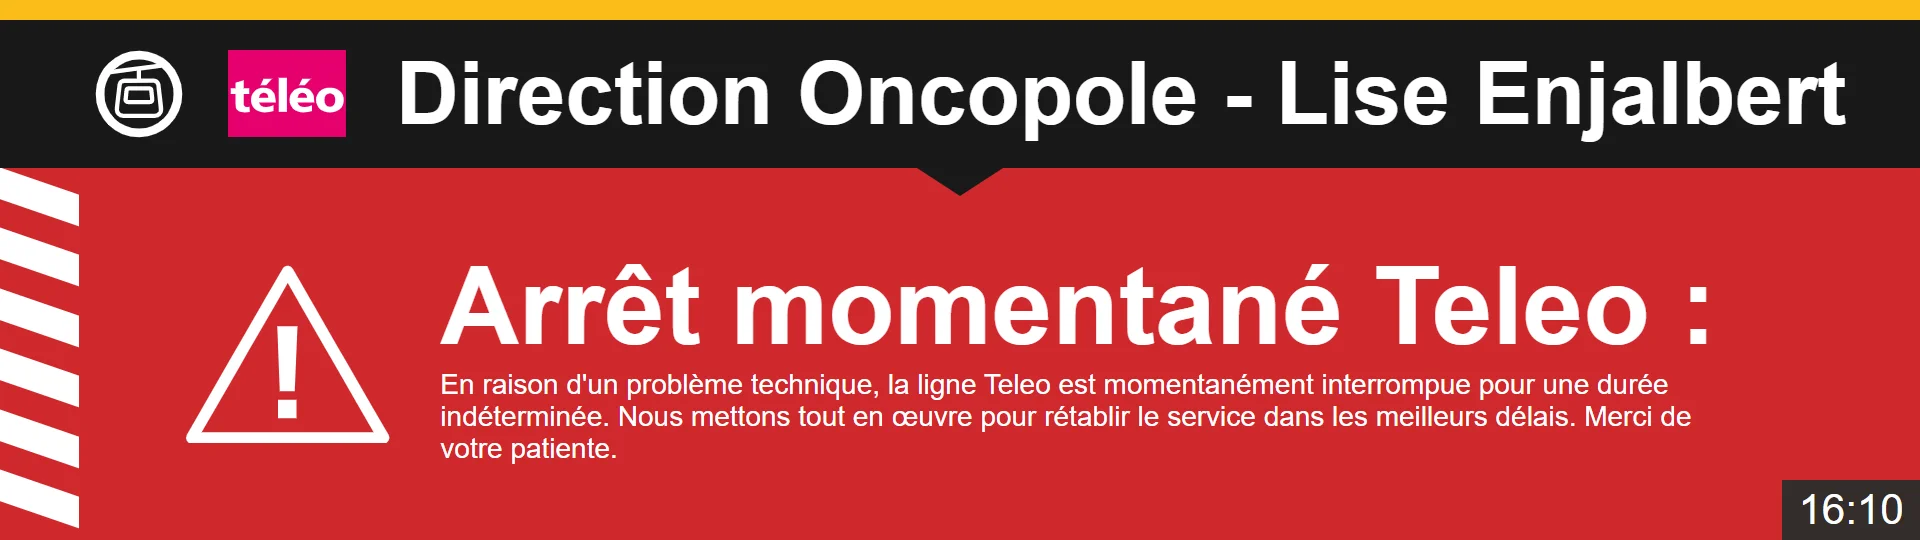 téléo Direction Oncopole - Lise Enjalbert
Arrêt momentané Teleo :
En raison d'un problème technique, la ligne Teleo est momentanément interrompue pour une durée
indéterminée. Nous mettons tout en œuvre pour rétablir le service dans les meilleurs délais. Merci de
votre patiente.
16:10